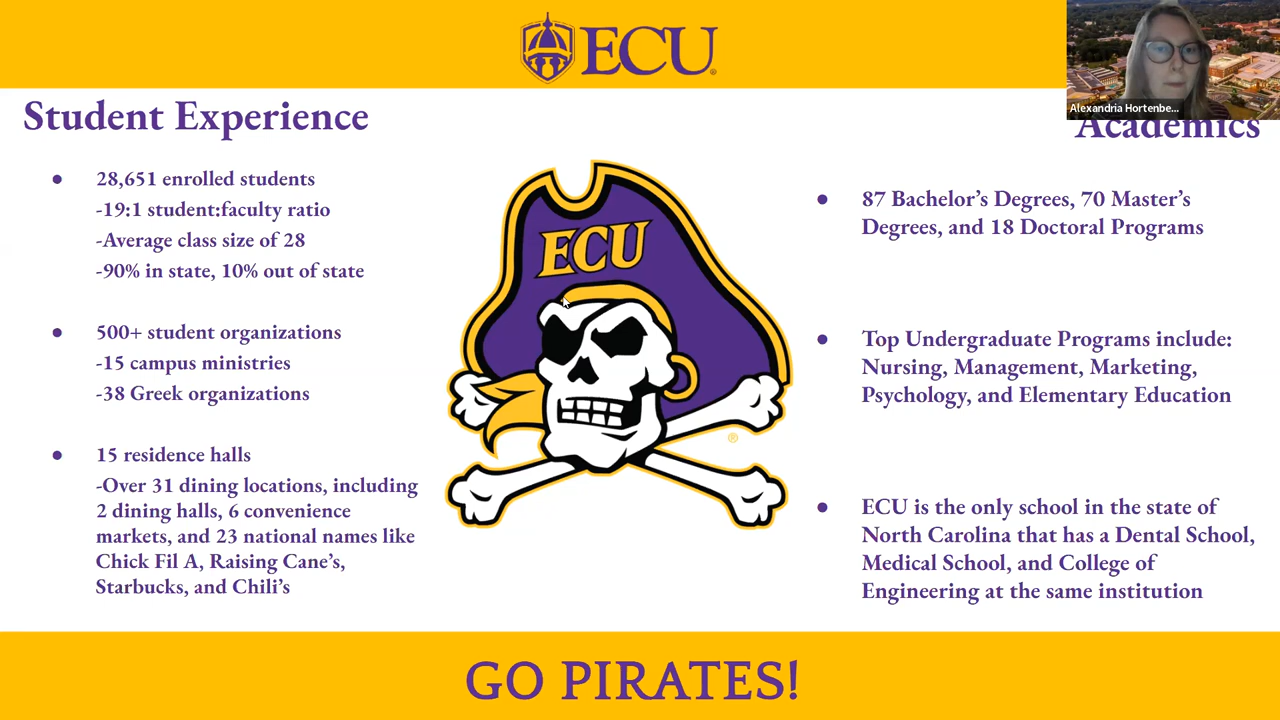 ECU
Alexandria Hortenbe...
Student Experience
Academics
● 28,651 enrolled students
-19:1 student:faculty ratio
-Average class size of 28
-90% in state, 10% out of state
● 500+ student organizations
-15 campus ministries
-38 Greek organizations
● 15 residence halls
-Over 31 dining locations, including
2 dining halls, 6 convenience
markets, and 23 national names like
Chick Fil A, Raising Cane’s,
Starbucks, and Chili’s
ECU
®
● 87 Bachelor’s Degrees, 70 Master’s
Degrees, and 18 Doctoral Programs
● Top Undergraduate Programs include:
Nursing, Management, Marketing,
Psychology, and Elementary Education
● ECU is the only school in the state of
North Carolina that has a Dental School,
Medical School, and College of
Engineering at the same institution
GO PIRATES!